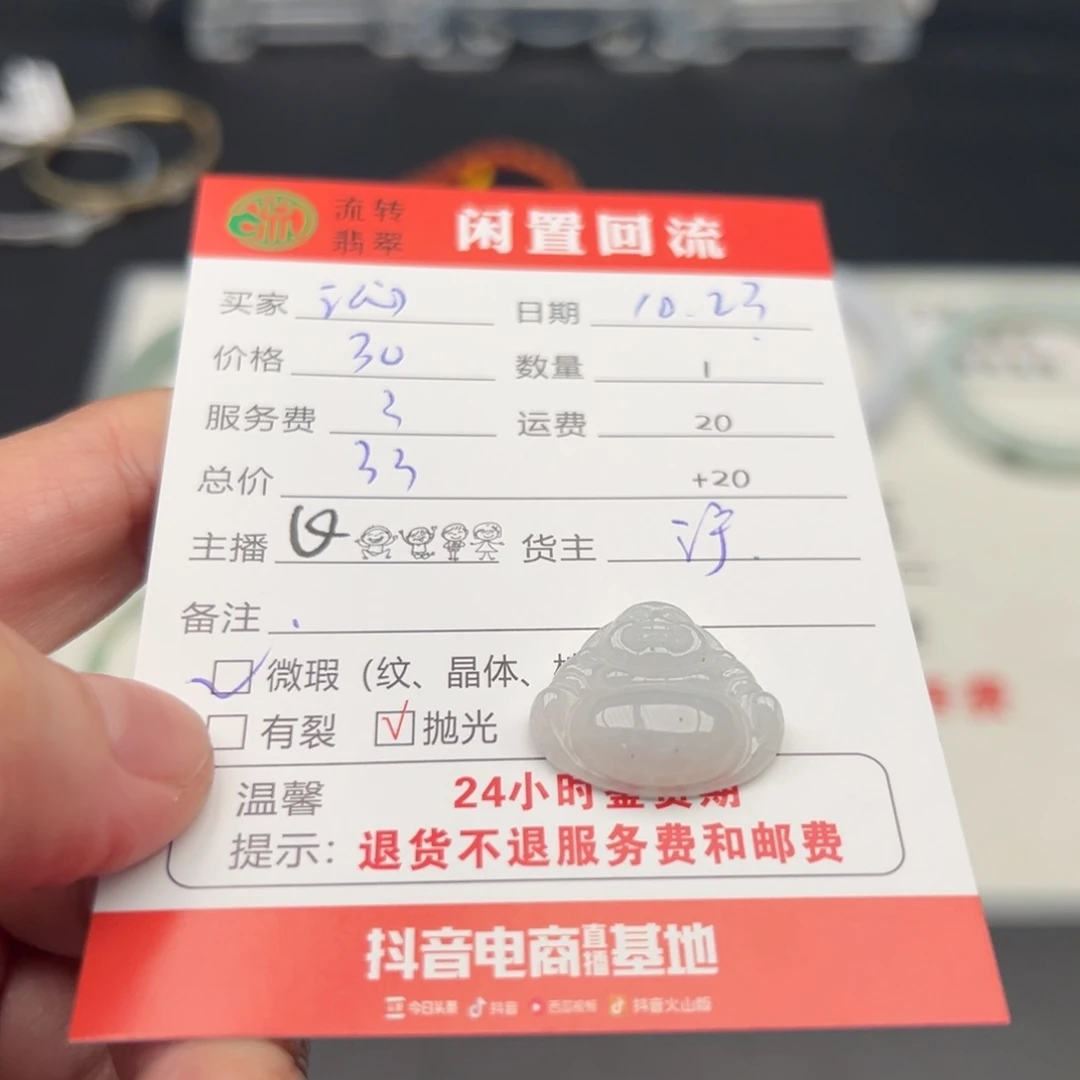 流转
翡翠
闲置回流
买家 日期 10.23
价格 30 数量 1
服务费 3 运费 20
总价 33 +20
主播 货主
备注
微瑕（纹、晶体、
有裂 √抛光
温馨 24小时鉴赏期
提示：退货不退服务费和邮费
抖音电商直播基地
今日头条 抖音 西瓜视频 抖音火山版